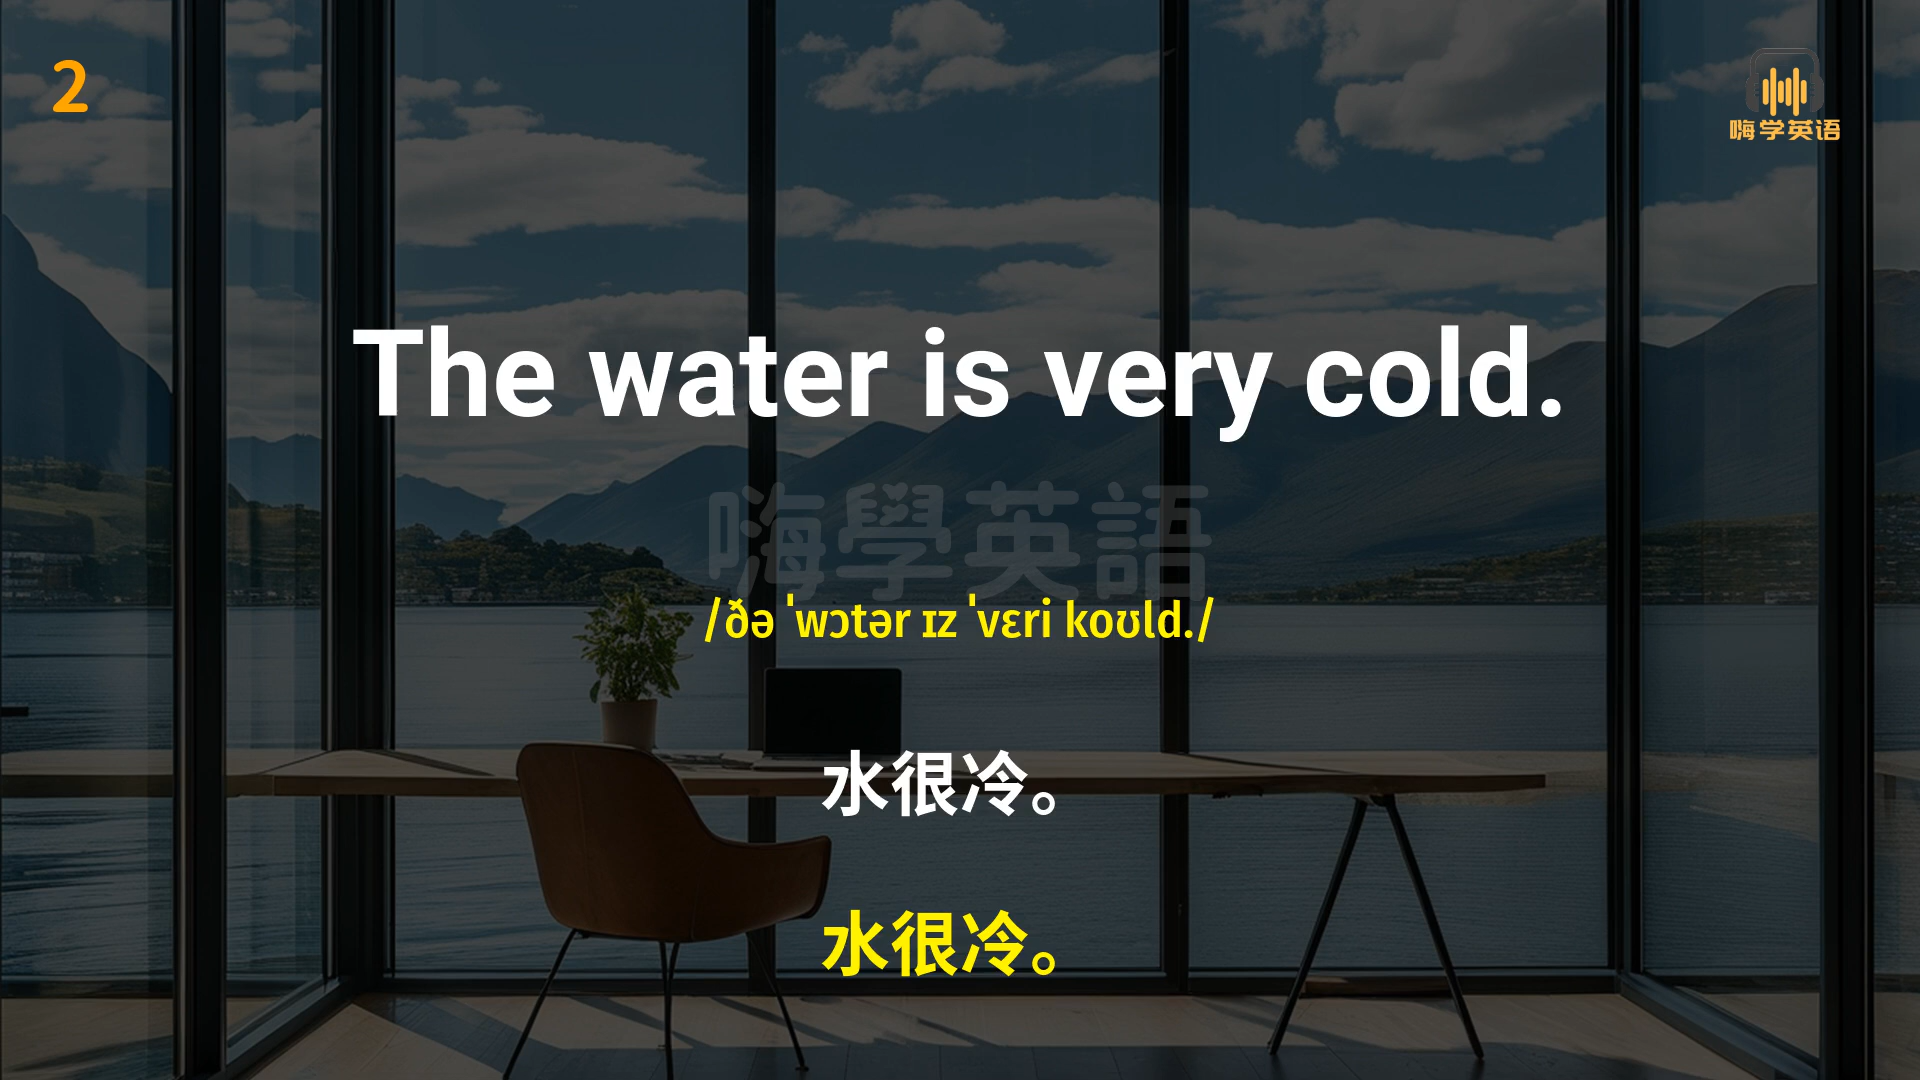 2
嗨学英语
The water is very cold.
嗨學英語
/ðə ˈwɔtər ɪz ˈvɛri koʊld./
水很冷。
水很冷。